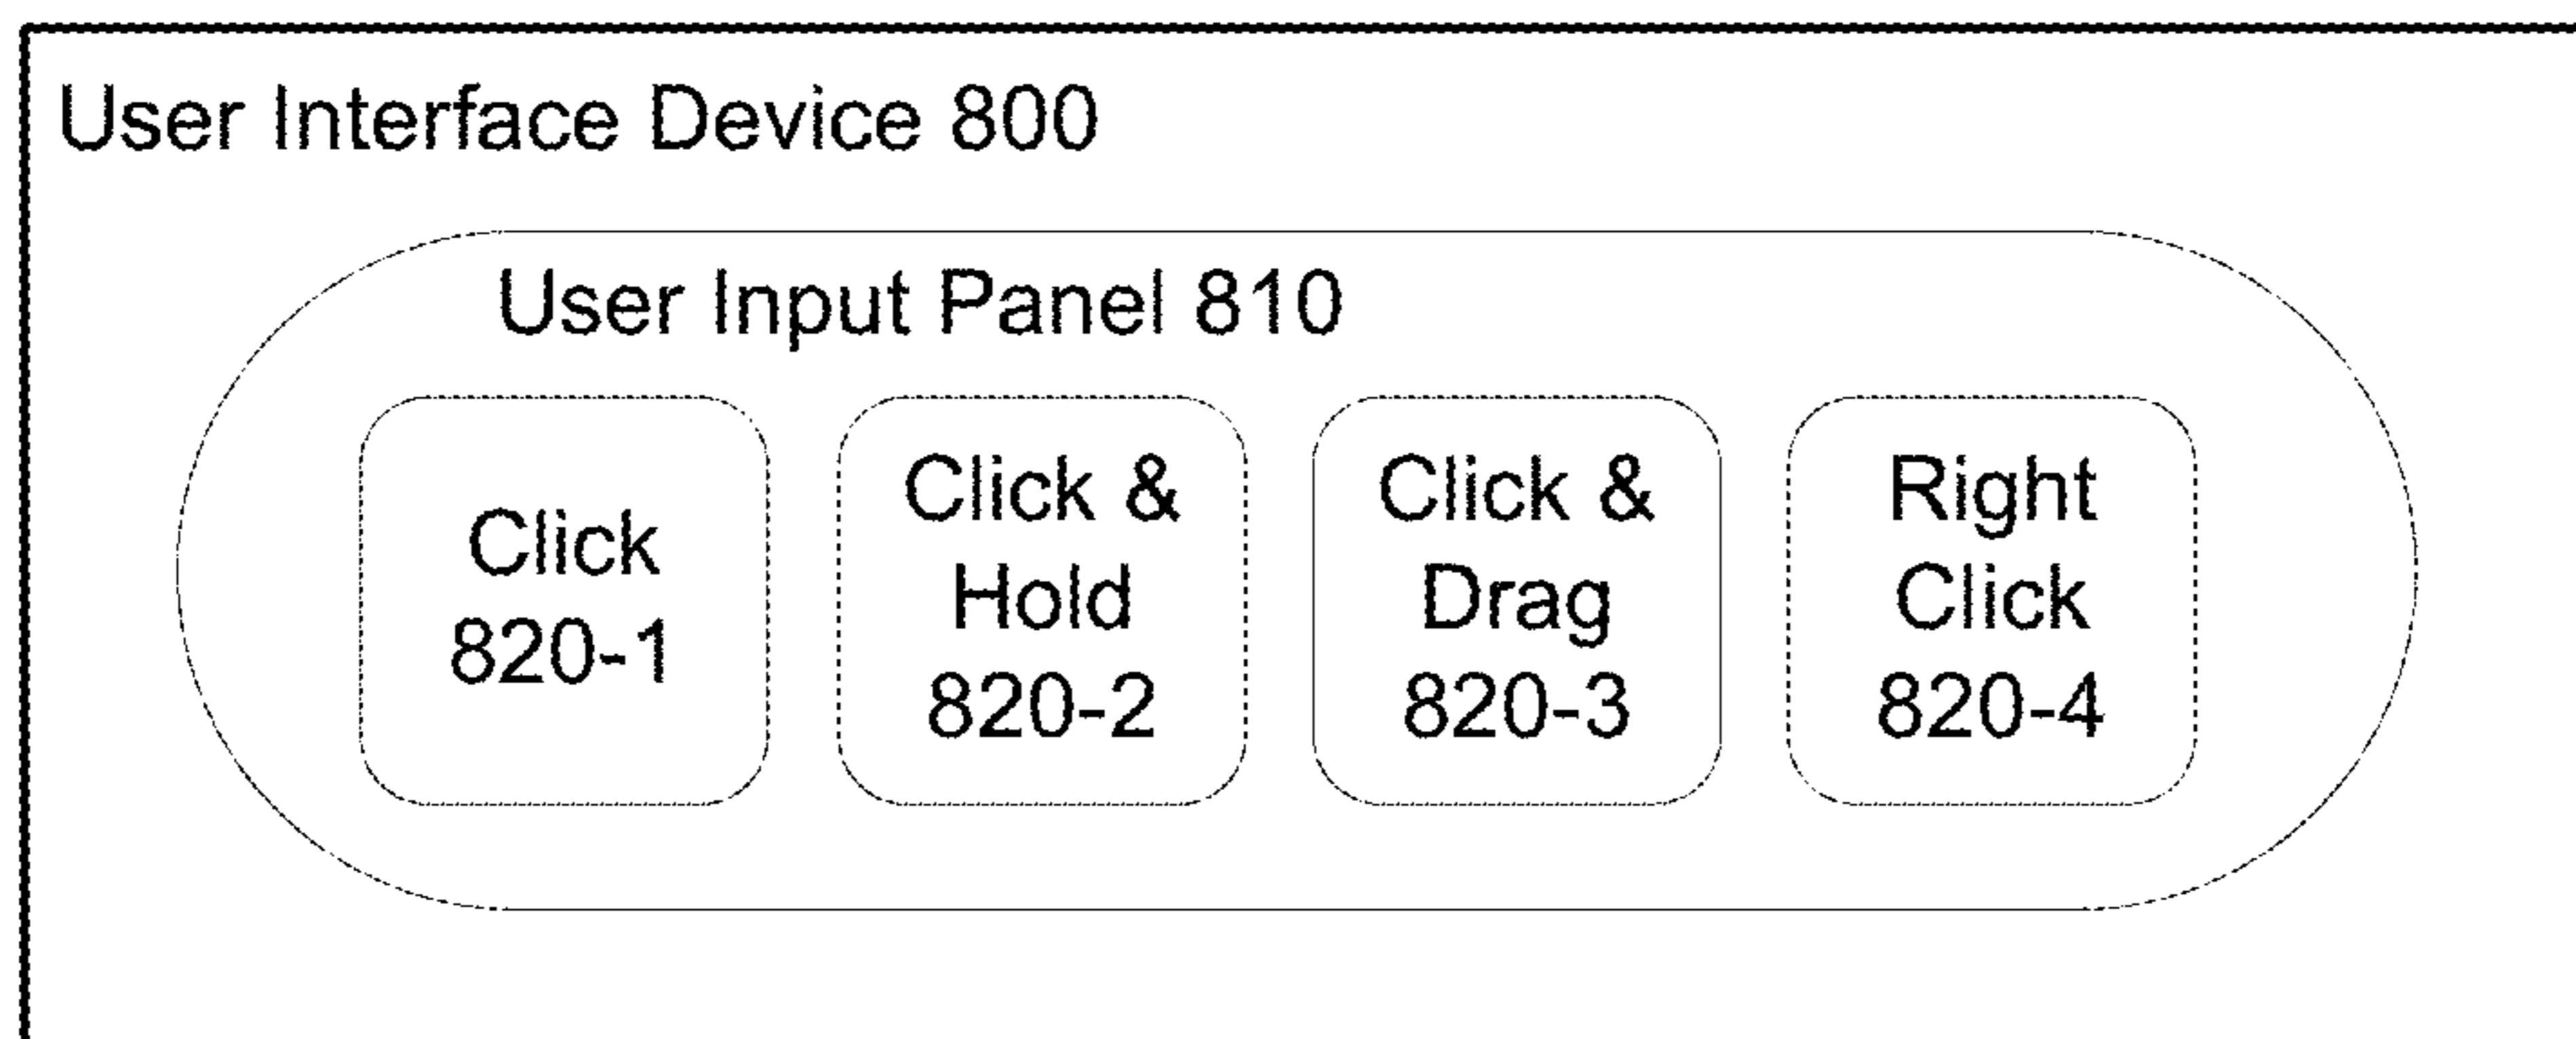 User Interface Device 800
User Input Panel 810
Click
820-1
Click &
Hold
820-2
Click &
Drag
820-3
Right
Click
820-4